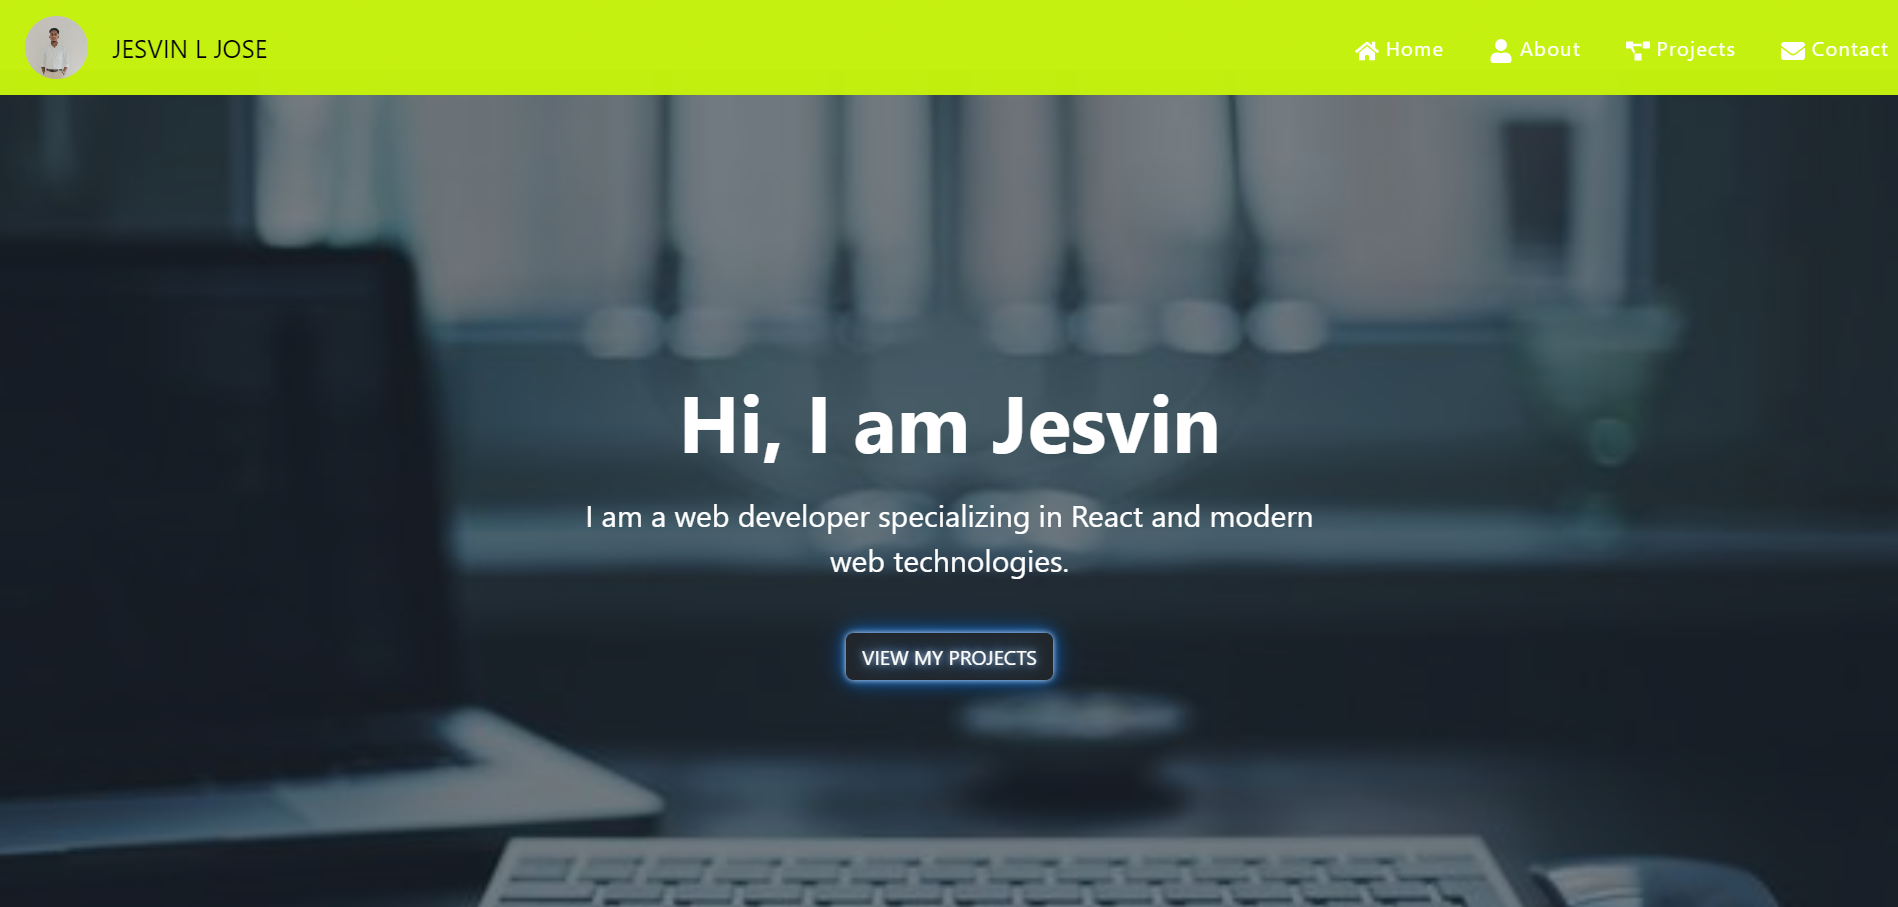 JESVIN L JOSE
Home
About
Projects
Contact
Hi, I am Jesvin
I am a web developer specializing in React and modern
web technologies.
VIEW MY PROJECTS